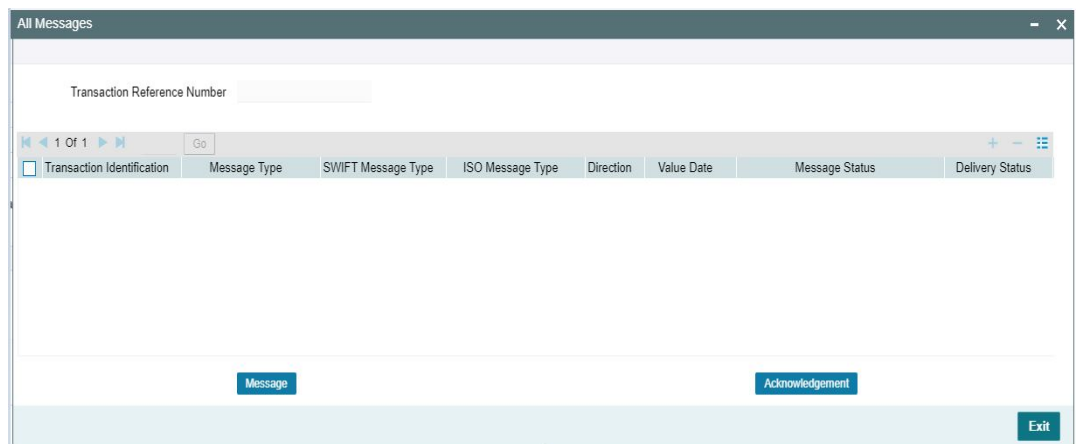 All Messages
Transaction Reference Number
1 Of 1 Go
Transaction Identification Message Type SWIFT Message Type ISO Message Type Direction Value Date Message Status Delivery Status
Message Acknowledgement
Exit